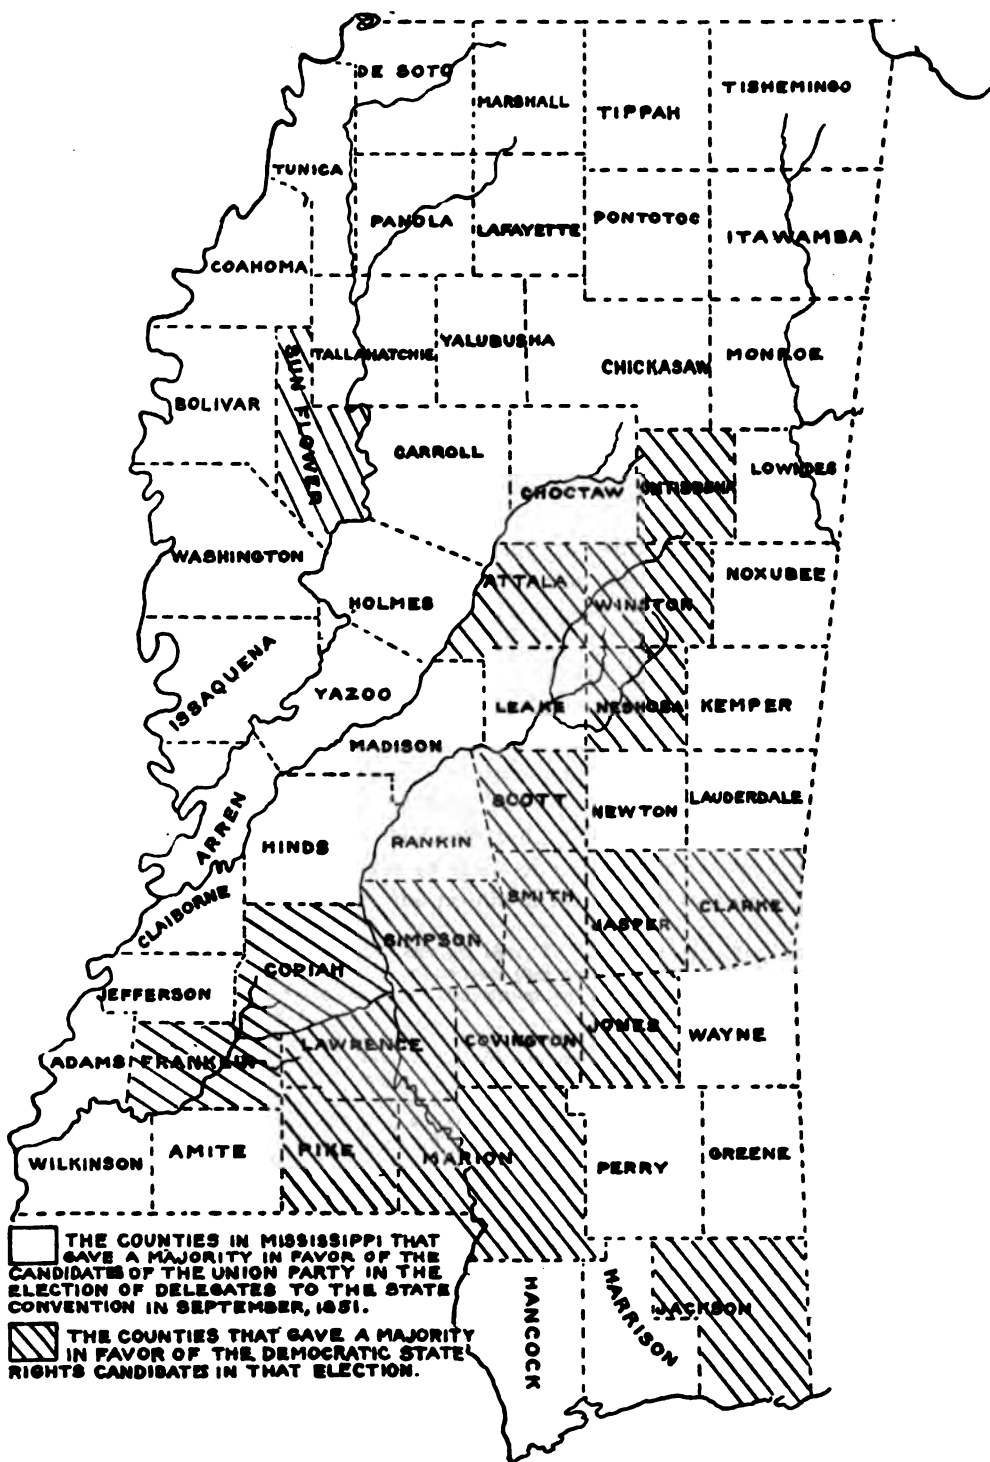 DE SOTO
MARSHALL
TIPPAH
TISHEMINGO
TUNICA
PANOLA
LAFAYETTE
PONTOTOC
ITAWAMBA
COAHOMA
TALLAHATCHIE
YALUBUSHA
CHICKASAW
MONROE
BOLIVAR
SUN FLOWER
CARROLL
CHOCTAW
LOWNDES
WASHINGTON
HOLMES
ATTALA
WINSTON
NOXUBEE
ISSAQUENA
YAZOO
LEAKE
NESHOBA
KEMPER
MADISON
SCOTT
NEWTON
LAUDERDALE
ARREN
HINDS
RANKIN
SMITH
JASPER
CLARKE
CLAIBORNE
SIMPSON
COPIAH
JEFFERSON
LAWRENCE
COVINGTON
JONES
WAYNE
ADAMS
FRANKLIN
WILKINSON
AMITE
PIKE
MARION
PERRY
GREENE
HANCOCK
HARRISON
JACKSON
THE COUNTIES IN MISSISSIPPI THAT
GAVE A MAJORITY IN FAVOR OF THE
CANDIDATES OF THE UNION PARTY IN THE
ELECTION OF DELEGATES TO THE STATE
CONVENTION IN SEPTEMBER, 1851.
THE COUNTIES THAT GAVE A MAJORITY
IN FAVOR OF THE DEMOCRATIC STATE
RIGHTS CANDIDATES IN THAT ELECTION.